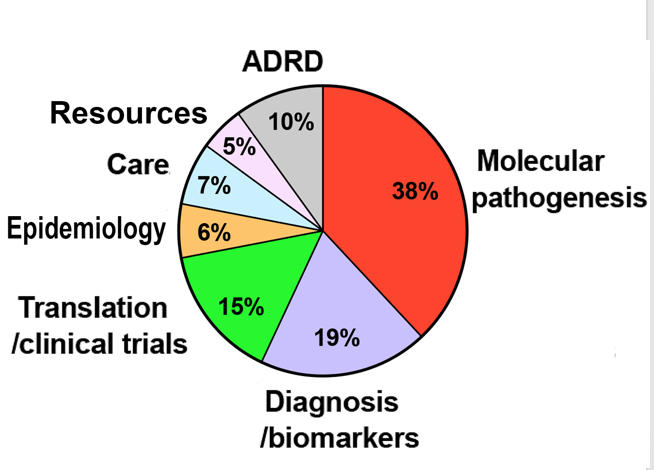 ADRD
Resources
10%
5%
Care
7%
38%
Molecular
pathogenesis
Epidemiology
6%
Translation
/clinical trials
15%
19%
Diagnosis
/biomarkers